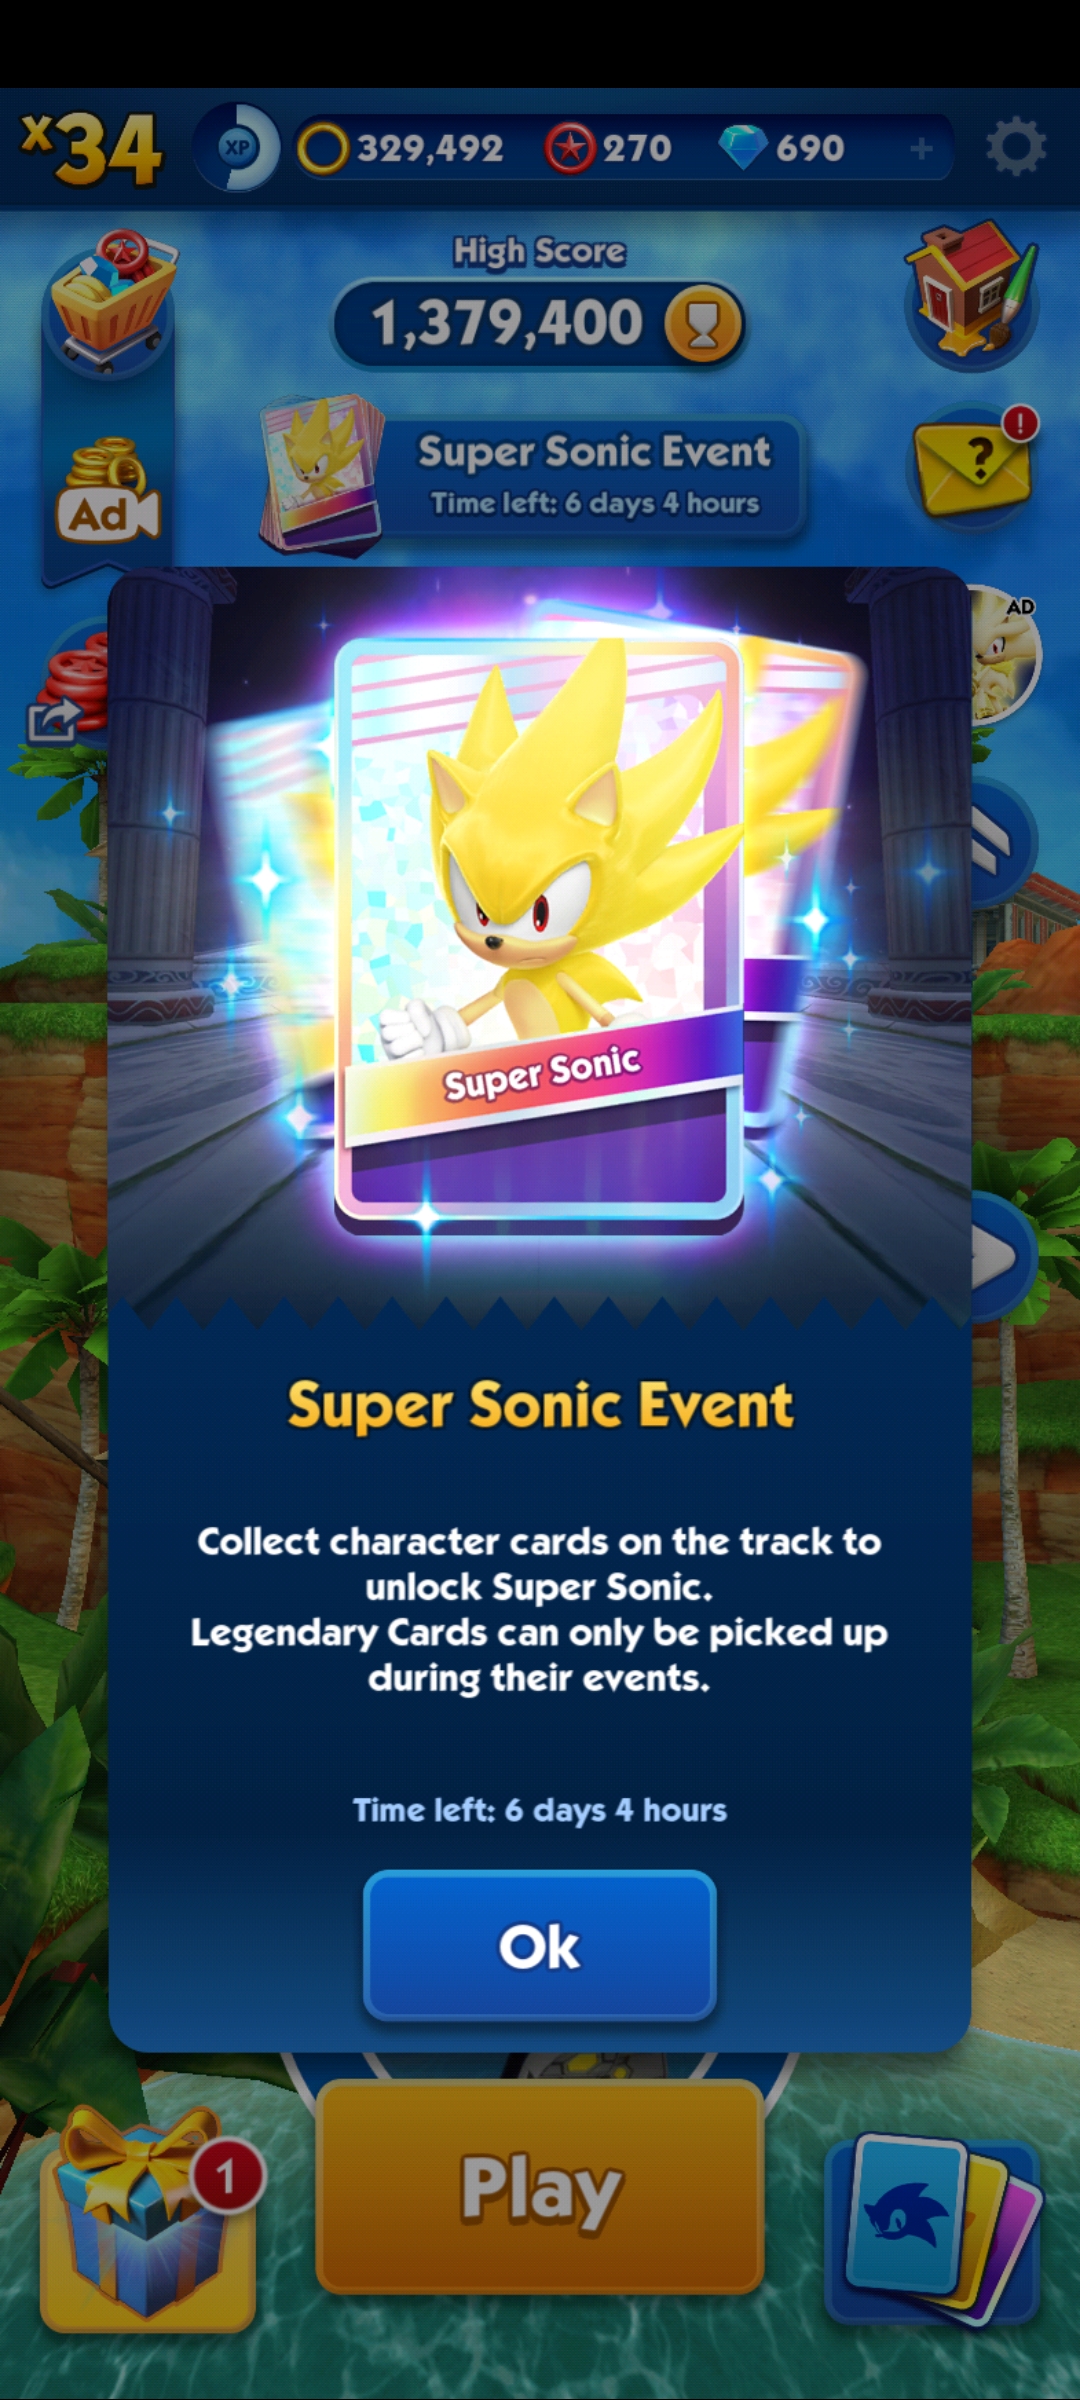 x34
XP
329,492
270
690
+
High Score
1,379,400
Super Sonic Event
Time left: 6 days 4 hours
?
!
Ad
AD
Super Sonic
Super Sonic Event
Collect character cards on the track to
unlock Super Sonic.
Legendary Cards can only be picked up
during their events.
Time left: 6 days 4 hours
Ok
Play
1